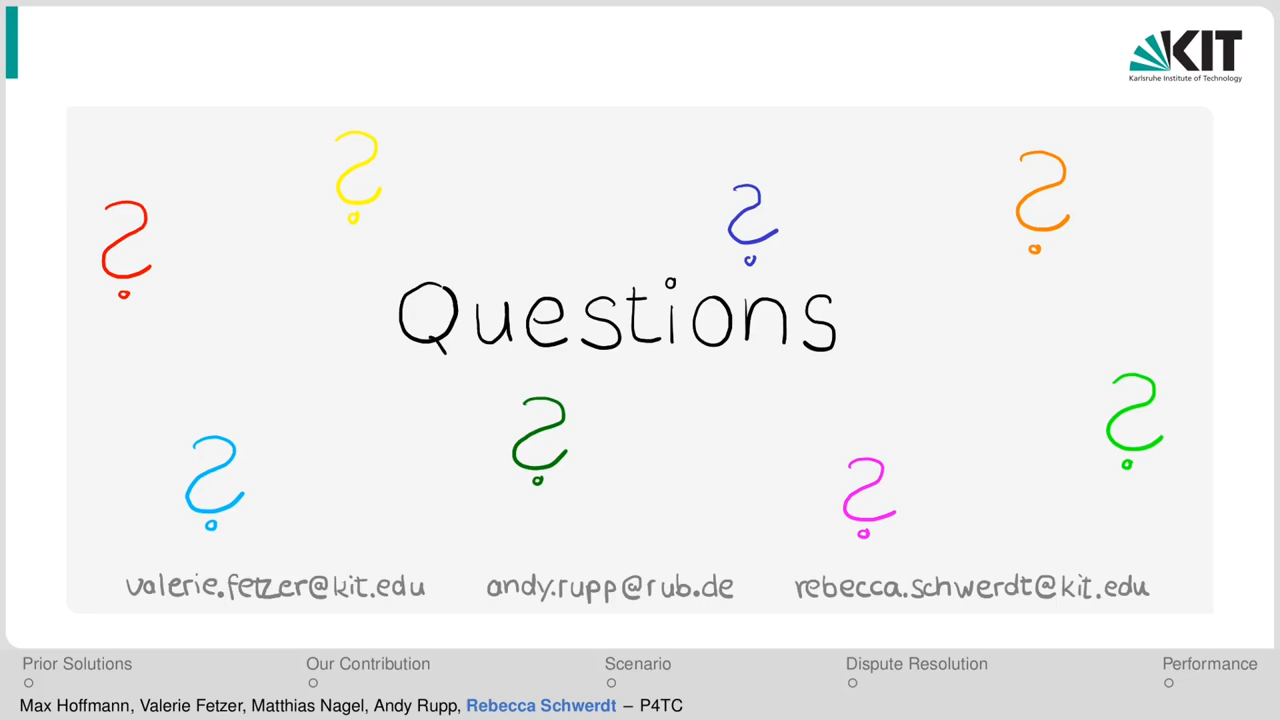 KIT
Karlsruhe Institute of Technology
Questions
valerie.fetzer@kit.edu andy.rupp@rub.de rebecca.schwerdt@kit.edu
Prior Solutions Our Contribution Scenario Dispute Resolution Performance
Max Hoffmann, Valerie Fetzer, Matthias Nagel, Andy Rupp, Rebecca Schwerdt – P4TC